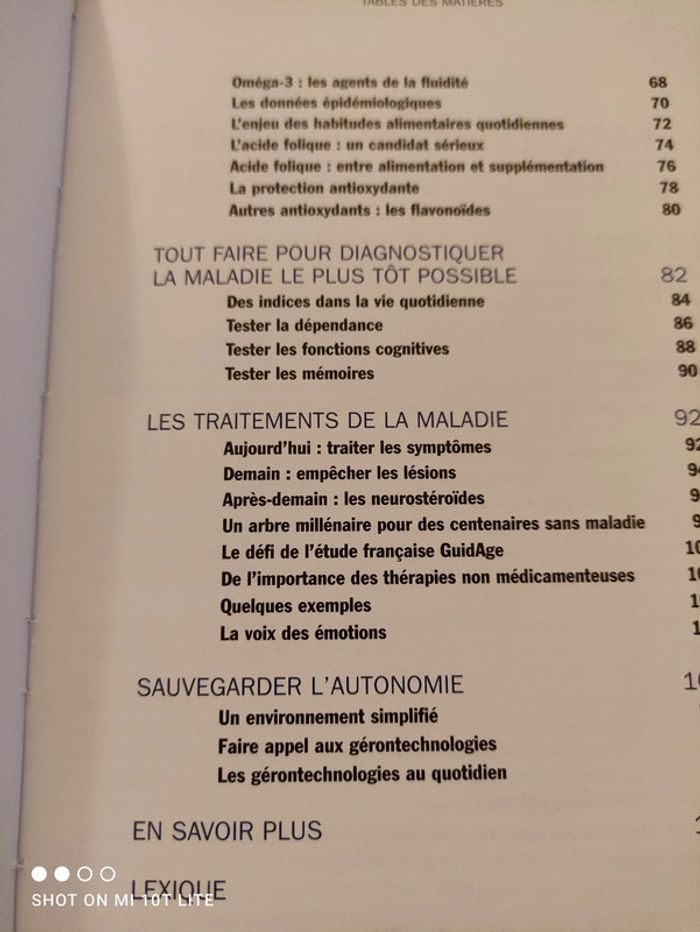 TABLES DES MATIÈRES
Oméga-3 : les agents de la fluidité 68
Les données épidémiologiques 70
L'enjeu des habitudes alimentaires quotidiennes 72
L'acide folique : un candidat sérieux 74
Acide folique : entre alimentation et supplémentation 76
La protection antioxydante 78
Autres antioxydants : les flavonoïdes 80
TOUT FAIRE POUR DIAGNOSTIQUER
LA MALADIE LE PLUS TÔT POSSIBLE 82
Des indices dans la vie quotidienne 84
Tester la dépendance 86
Tester les fonctions cognitives 88
Tester les mémoires 90
LES TRAITEMENTS DE LA MALADIE 92
Aujourd'hui : traiter les symptômes 92
Demain : empêcher les lésions
Après-demain : les neurostéroïdes
Un arbre millénaire pour des centenaires sans maladie
Le défi de l'étude française GuidAge
De l'importance des thérapies non médicamenteuses
Quelques exemples
La voix des émotions
SAUVEGARDER L'AUTONOMIE
Un environnement simplifié
Faire appel aux gérontechnologies
Les gérontechnologies au quotidien
EN SAVOIR PLUS
LEXIQUE
SHOT ON MI 10T LITE